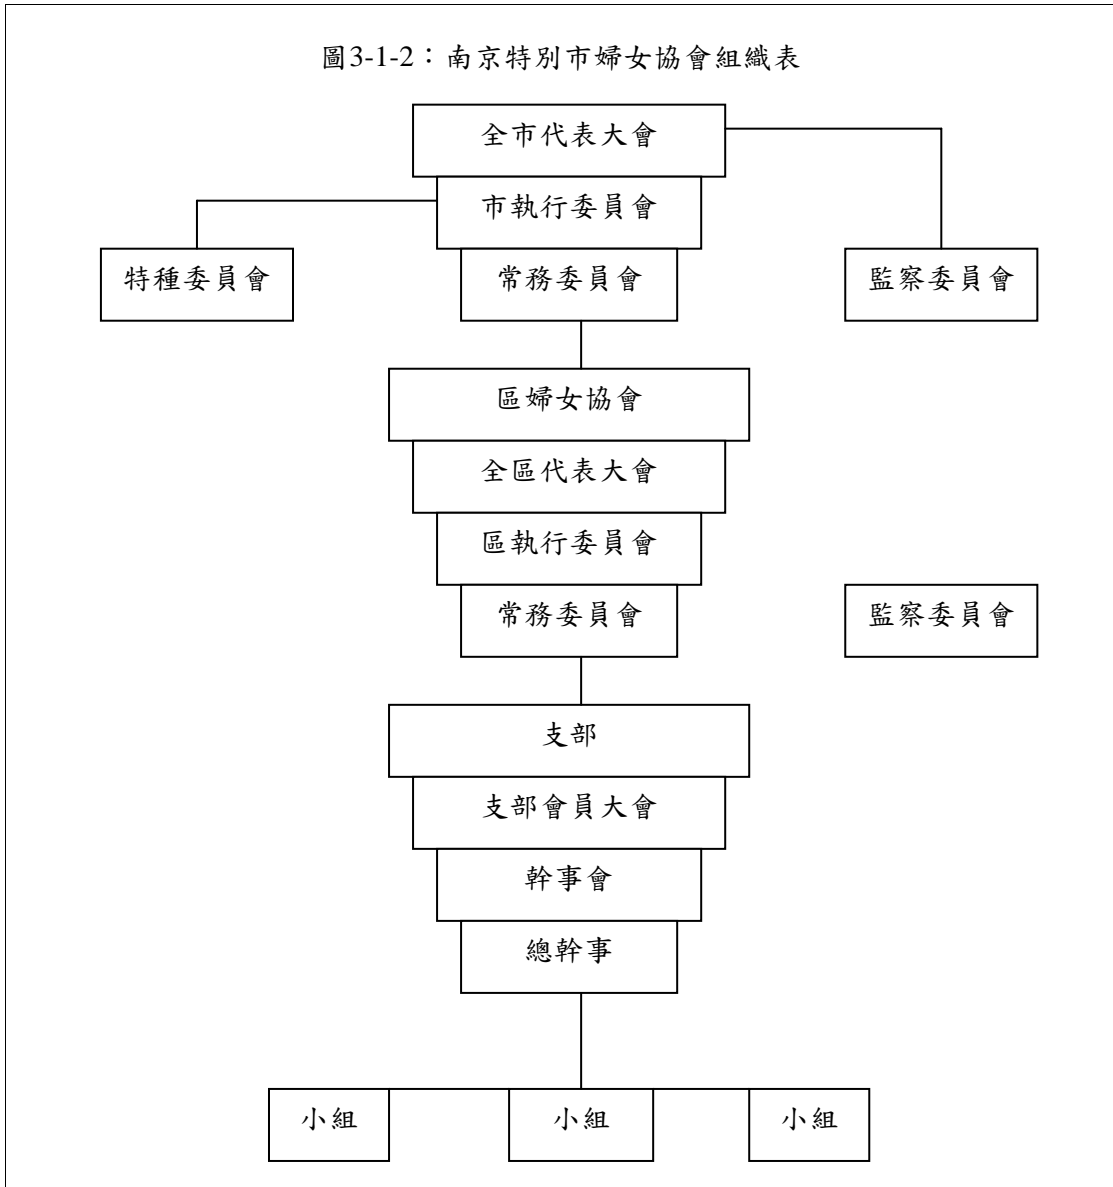 圖3-1-2：南京特別市婦女協會組織表
全市代表大會
市執行委員會
特種委員會
常務委員會
監察委員會
區婦女協會
全區代表大會
區執行委員會
常務委員會
監察委員會
支部
支部會員大會
幹事會
總幹事
小組
小組
小組